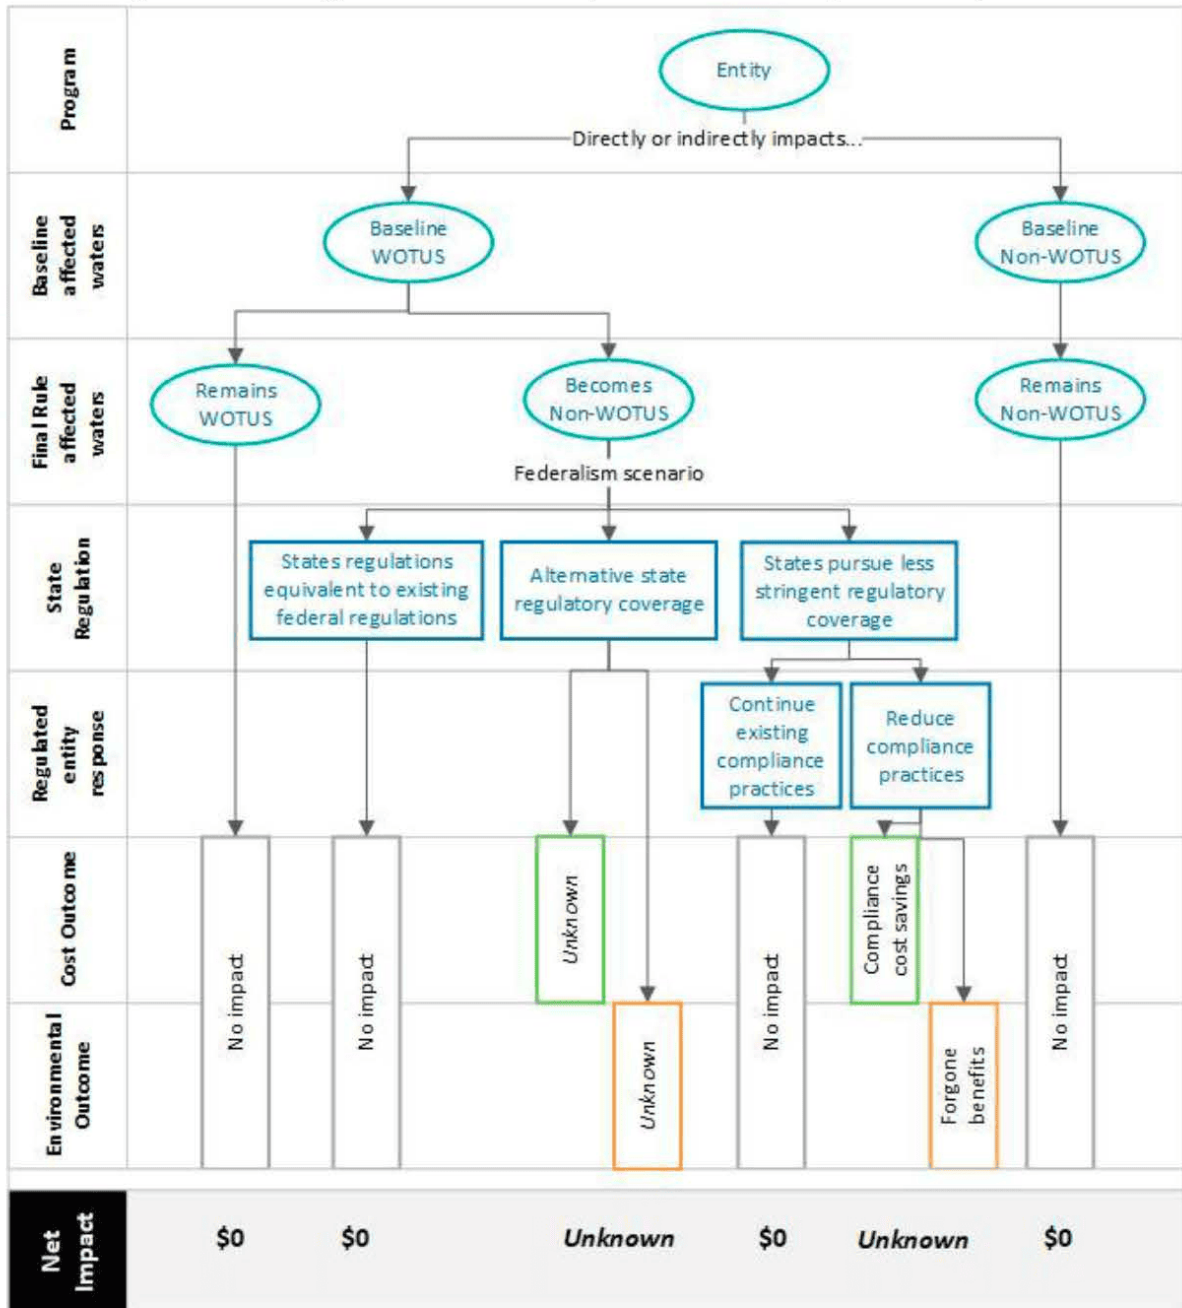 Program
Entity
Directly or indirectly impacts...
Baseline
affected
waters
Baseline
WOTUS
Baseline
Non-WOTUS
Final Rule
affected
waters
Remains
WOTUS
Becomes
Non-WOTUS
Remains
Non-WOTUS
Federalism scenario
State
Regulation
States regulations
equivalent to existing
federal regulations
Alternative state
regulatory coverage
States pursue less
stringent regulatory
coverage
Regulated
entity
response
Continue
existing
compliance
practices
Reduce
compliance
practices
Cost Outcome
Environmental
Outcome
No impact
No impact
Unknown
Unknown
No impact
Compliance
cost savings
Forgone
benefits
No impact
Net
Impact
$0
$0
Unknown
$0
Unknown
$0